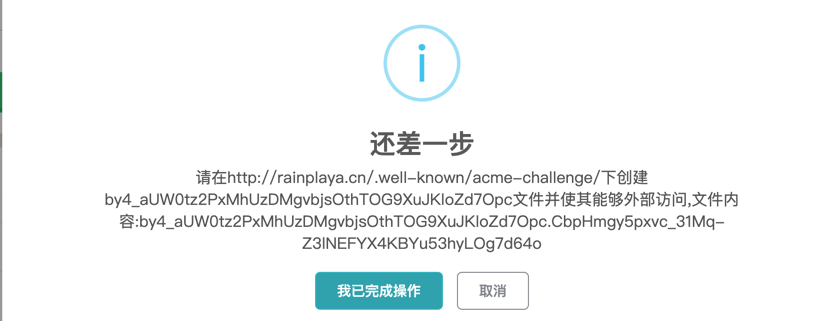 还差一步
请在http://rainplaya.cn/.well-known/acme-challenge/下创建
by4_aUW0tz2PxMhUzDMgvbjsOthTOG9XuJKloZd7Opc文件并使其能够外部访问,文件内
容:by4_aUW0tz2PxMhUzDMgvbjsOthTOG9XuJKloZd7Opc.CbpHmgy5pxvc_31Mq-
Z3lNEFYX4KBYu53hyLOg7d64o
我已完成操作
取消